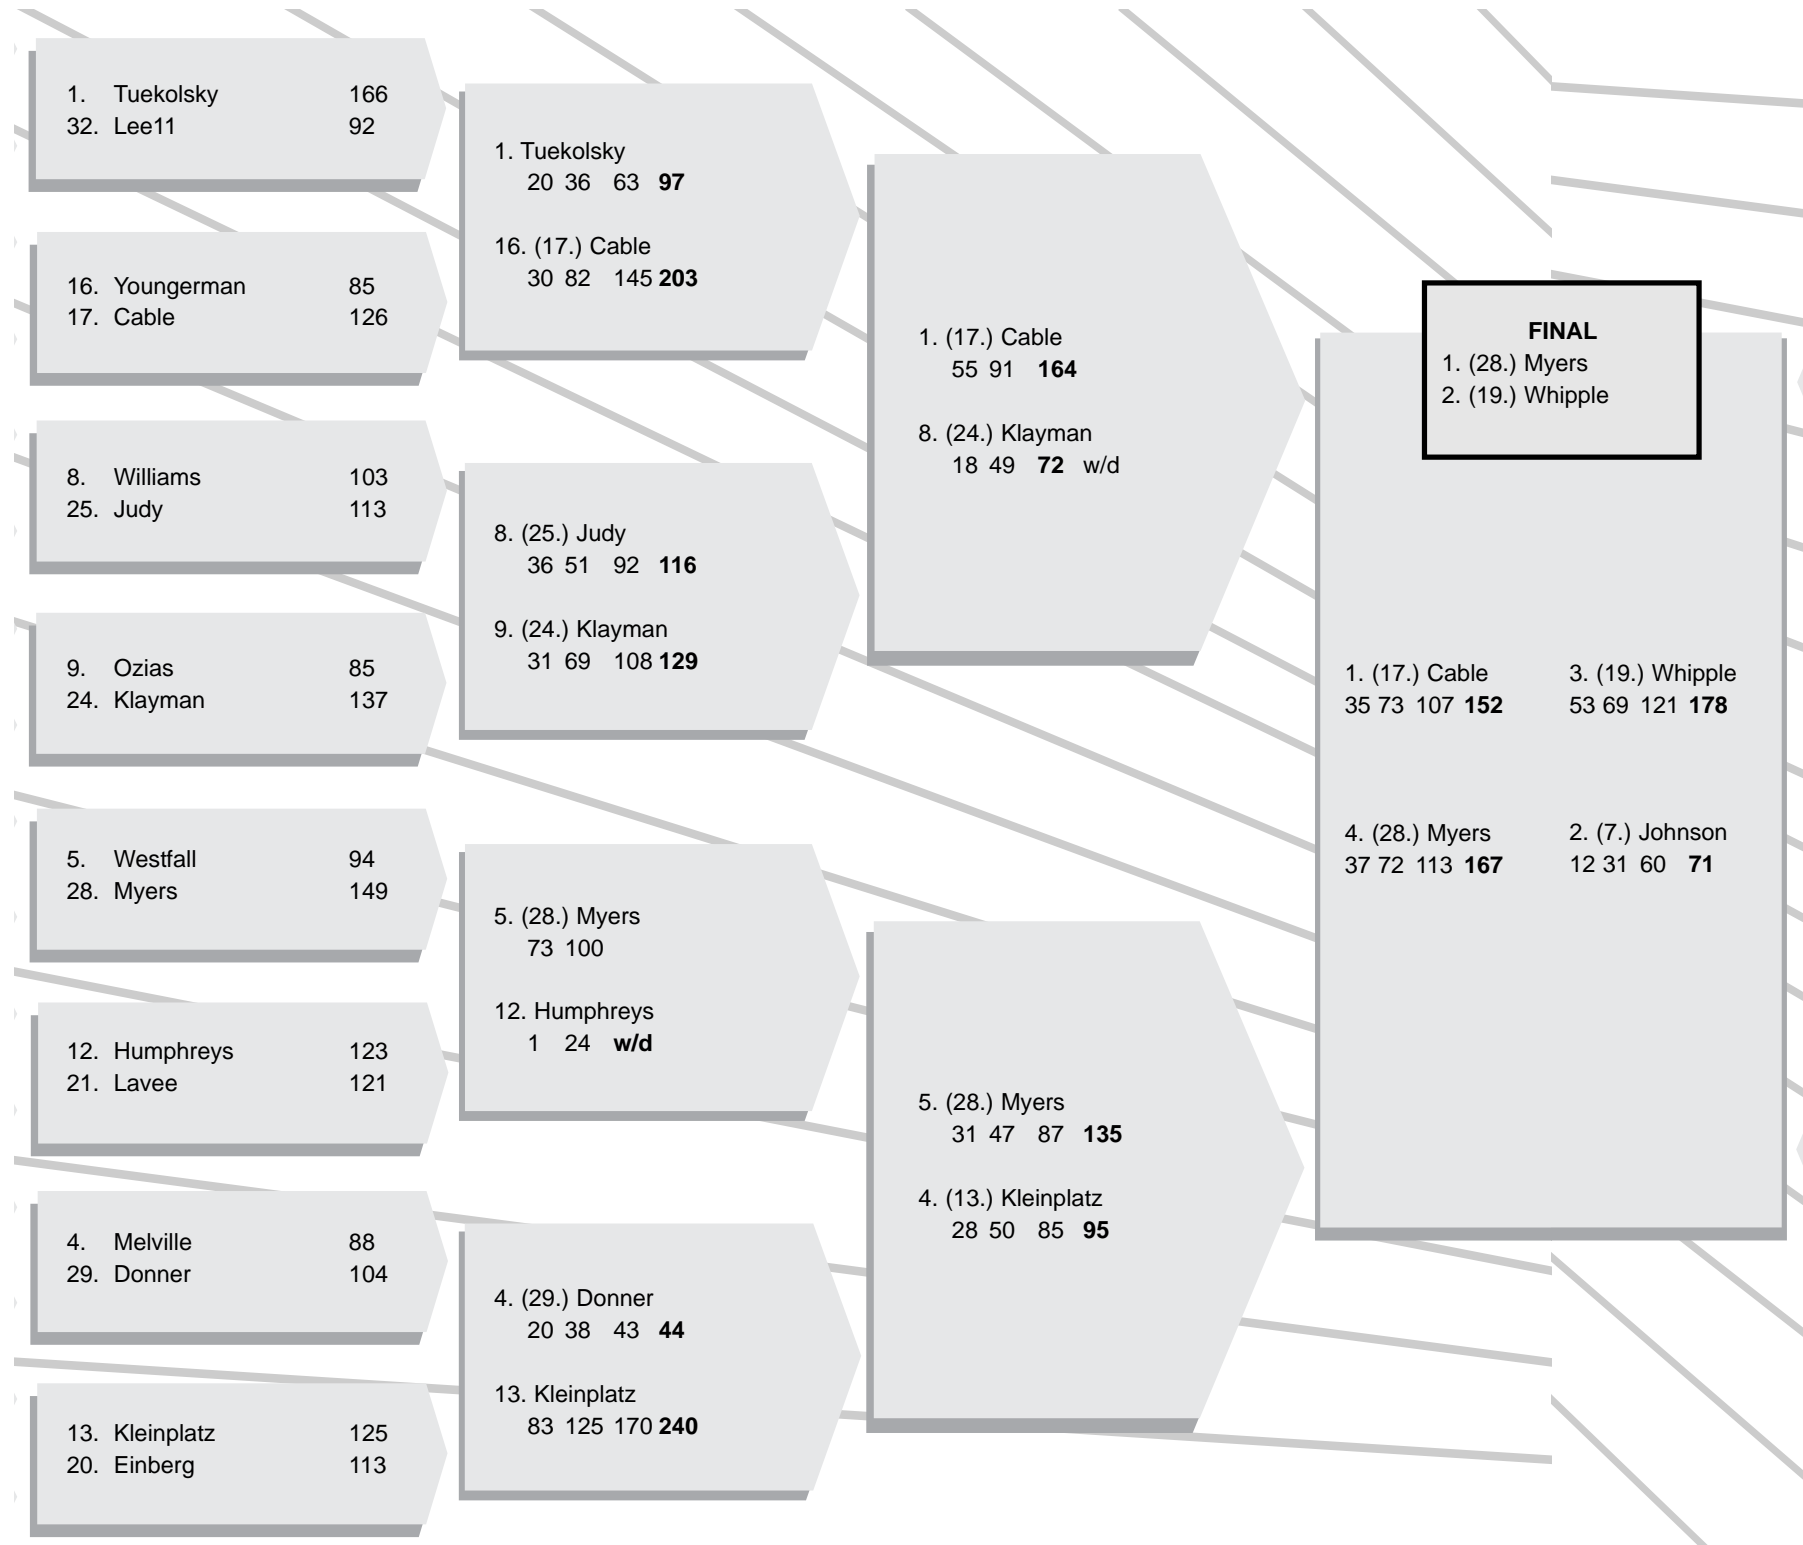 1. Tuekolsky 166
32. Lee11 92
16. Youngerman 85
17. Cable 126
8. Williams 103
25. Judy 113
9. Ozias 85
24. Klayman 137
5. Westfall 94
28. Myers 149
12. Humphreys 123
21. Lavee 121
4. Melville 88
29. Donner 104
13. Kleinplatz 125
20. Einberg 113
1. Tuekolsky
20 36 63 97
16. (17.) Cable
30 82 145 203
8. (25.) Judy
36 51 92 116
9. (24.) Klayman
31 69 108 129
5. (28.) Myers
73 100
12. Humphreys
1 24 w/d
4. (29.) Donner
20 38 43 44
13. Kleinplatz
83 125 170 240
1. (17.) Cable
55 91 164
8. (24.) Klayman
18 49 72 w/d
5. (28.) Myers
31 47 87 135
4. (13.) Kleinplatz
28 50 85 95
FINAL
1. (28.) Myers
2. (19.) Whipple
1. (17.) Cable
35 73 107 152
4. (28.) Myers
37 72 113 167
3. (19.) Whipple
53 69 121 178
2. (7.) Johnson
12 31 60 71